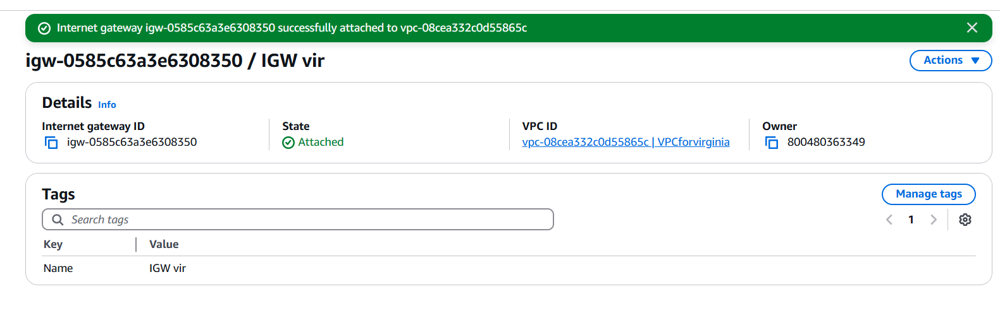 Internet gateway igw-0585c63a3e6308350 successfully attached to vpc-08cea332c0d55865c
igw-0585c63a3e6308350 / IGW vir
Actions
Details Info
Internet gateway ID
igw-0585c63a3e6308350
State
Attached
VPC ID
vpc-08cea332c0d55865c | VPCforvirginia
Owner
800480363349
Tags
Manage tags
Search tags
1
Key Value
Name IGW vir